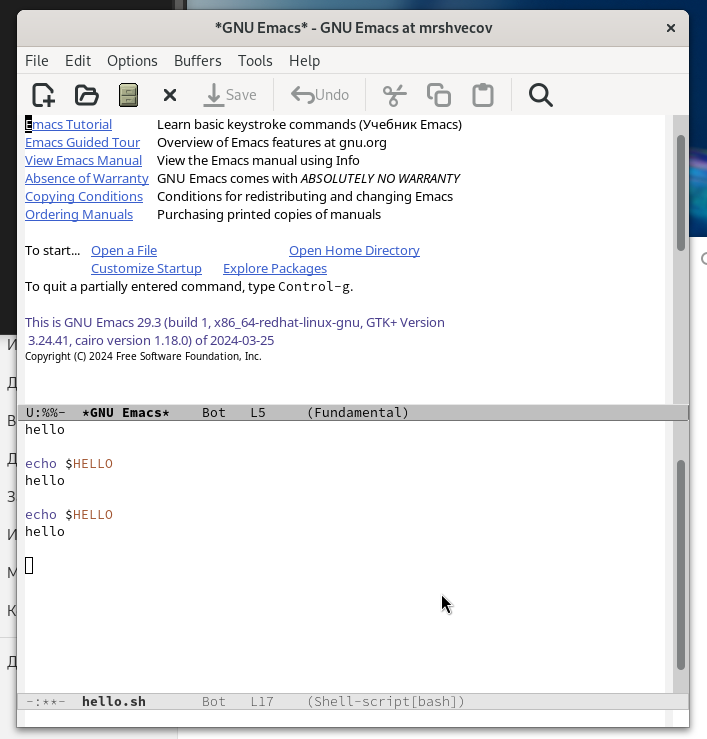 *GNU Emacs* - GNU Emacs at mrshvecov
File Edit Options Buffers Tools Help
Save Undo
Emacs Tutorial Learn basic keystroke commands (Учебник Emacs)
Emacs Guided Tour Overview of Emacs features at gnu.org
View Emacs Manual View the Emacs manual using Info
Absence of Warranty GNU Emacs comes with ABSOLUTELY NO WARRANTY
Copying Conditions Conditions for redistributing and changing Emacs
Ordering Manuals Purchasing printed copies of manuals
To start... Open a File Open Home Directory
Customize Startup Explore Packages
To quit a partially entered command, type Control-g.
This is GNU Emacs 29.3 (build 1, x86_64-redhat-linux-gnu, GTK+ Version
3.24.41, cairo version 1.18.0) of 2024-03-25
Copyright (C) 2024 Free Software Foundation, Inc.
U:%%- *GNU Emacs* Bot L5 (Fundamental)
hello
echo $HELLO
hello
echo $HELLO
hello
-:**- hello.sh Bot L17 (Shell-script[bash])